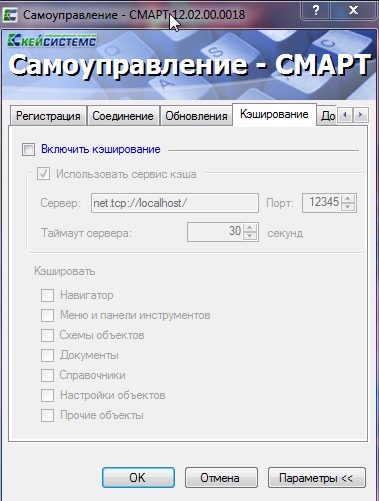 Самоуправление - СМАРТ 12.02.00.0018
КЕЙСИСТЕМС
Самоуправление - СМАРТ
Регистрация Соединение Обновления Кэширование До
Включить кэширование
Использовать сервис кэша
Сервер: net.tcp://localhost/ Порт: 12345
Таймаут сервера: 30 секунд
Кэшировать
Навигатор
Меню и панели инструментов
Схемы объектов
Документы
Справочники
Настройки объектов
Прочие объекты
OK Отмена Параметры <<